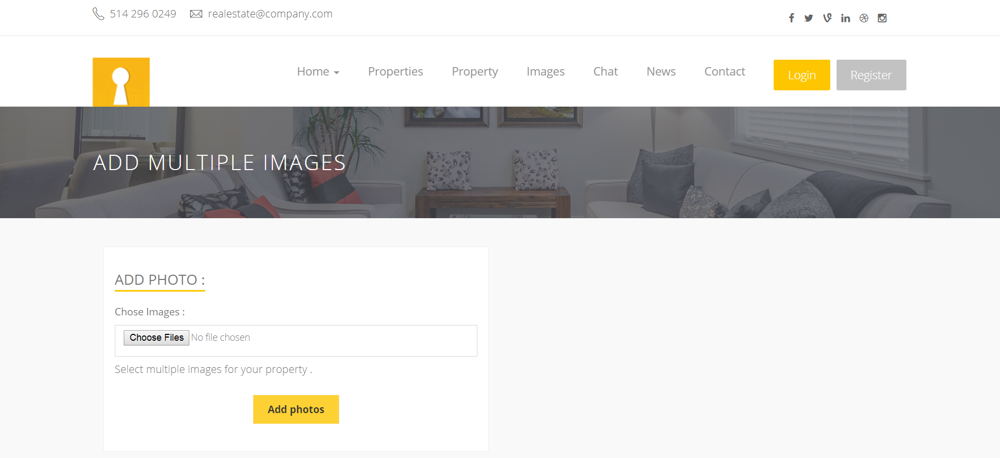 514 296 0249 realestate@company.com
Home Properties Property Images Chat News Contact Login Register
ADD MULTIPLE IMAGES
ADD PHOTO :
Chose Images :
Choose Files No file chosen
Select multiple images for your property .
Add photos